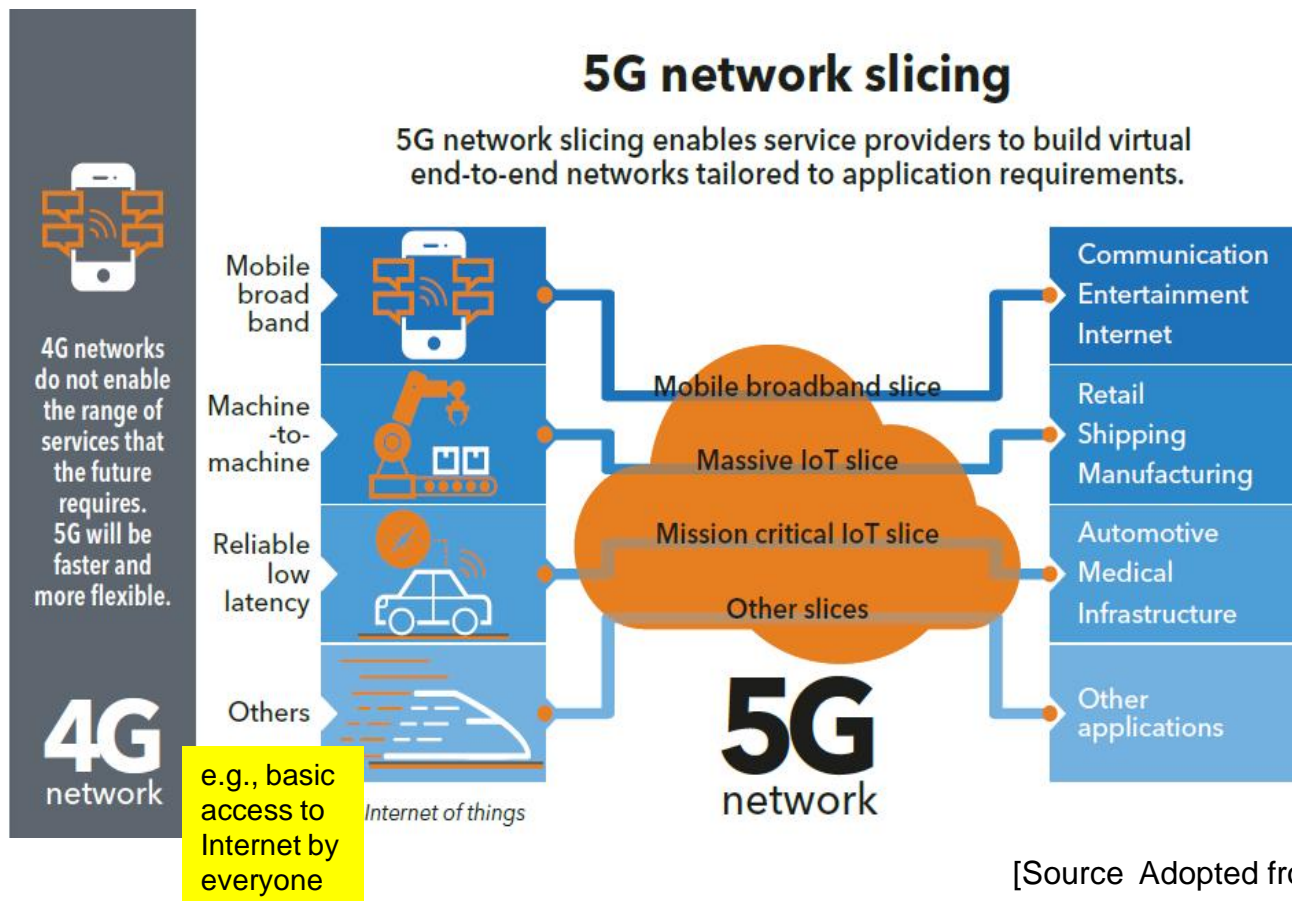 5G network slicing
5G network slicing enables service providers to build virtual
end-to-end networks tailored to application requirements.
4G networks
do not enable
the range of
services that
the future
requires.
5G will be
faster and
more flexible.
4G
network
Mobile
broad
band
Machine
-to-
machine
Reliable
low
latency
Others
e.g., basic
access to
Internet by
everyone
Internet of things
Mobile broadband slice
Massive IoT slice
Mission critical IoT slice
Other slices
5G
network
Communication
Entertainment
Internet
Retail
Shipping
Manufacturing
Automotive
Medical
Infrastructure
Other
applications
[Source Adopted